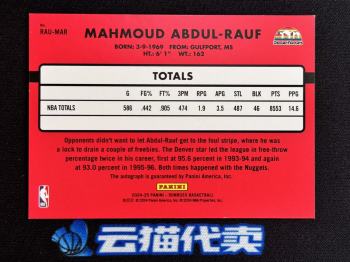 No.
RAU-MAR
MAHMOUD ABDUL-RAUF
BORN: 3-9-1969 FROM: GULFPORT, MS
HT.: 6' 1" WT.: 162
TOTALS
G FG% FT% 3PM RPG APG STL BLK PTS PPG
NBA TOTALS 586 .442 .905 474 1.9 3.5 487 46 8553 14.6
Opponents didn't want to let Abdul-Rauf get to the foul stripe, where he was
a lock to drain a couple of freebies. The Denver star led the league in free-throw
percentage twice in his career, first at 95.6 percent in 1993-94 and again
at 93.0 percent in 1995-96. Both times happened with the Nuggets.
The autograph is guaranteed by Panini America, Inc.
PANINI
2024-25 PANINI - DONRUSS BASKETBALL
云猫代卖